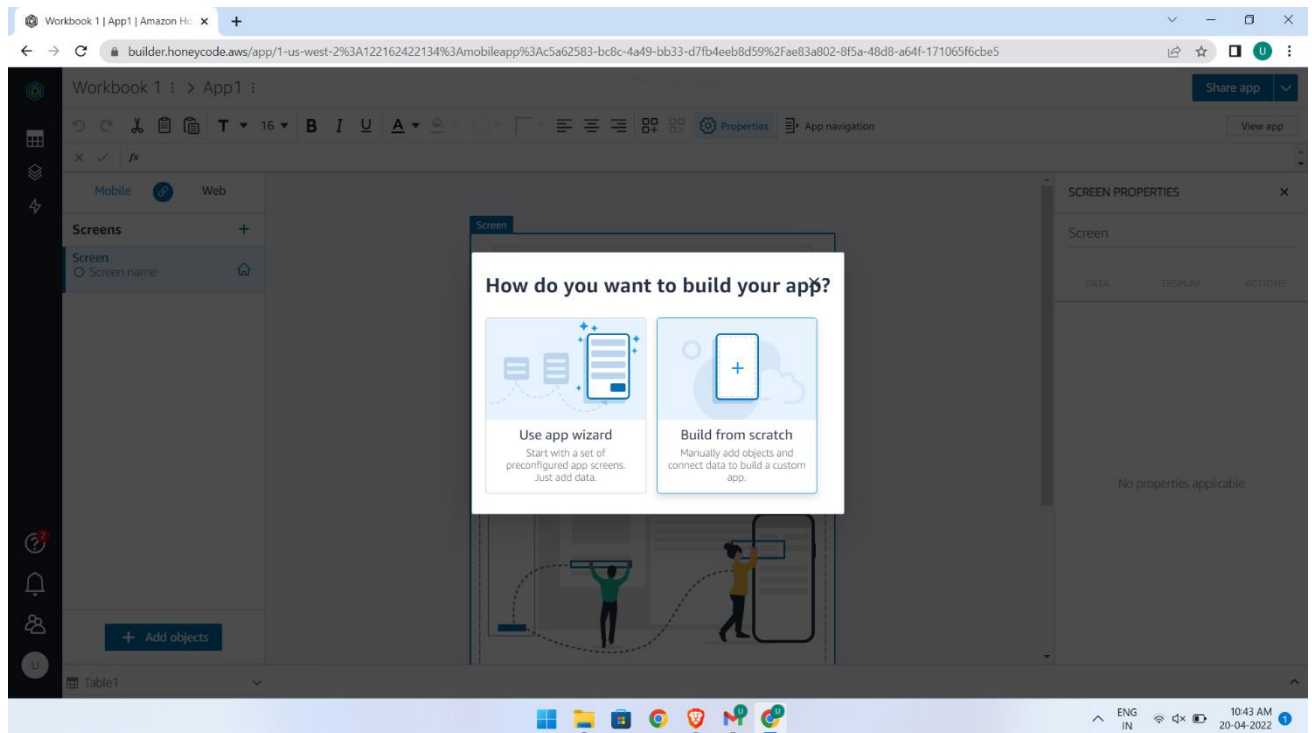 Workbook 1 | App1 | Amazon Ho
builder.honeycode.aws/app/1-us-west-2%3A122162422134%3Amobileapp%3Ac5a62583-bc8c-4a49-bb33-d7fb4eeb8d59%2Fae83a802-8f5a-48d8-a64f-171065f6cbe5
U
Workbook 1 > App1
Share app
T 16 B I U A Properties App navigation
View app
fx
Mobile Web
Screens +
Screen
Screen name
Screen
SCREEN PROPERTIES
Screen
DATA DISPLAY ACTIONS
No properties applicable
How do you want to build your app?
Use app wizard
Start with a set of
preconfigured app screens.
Just add data.
Build from scratch
Manually add objects and
connect data to build a custom
app.
2
+ Add objects
U
Table1
ENG
IN
10:43 AM
20-04-2022
1